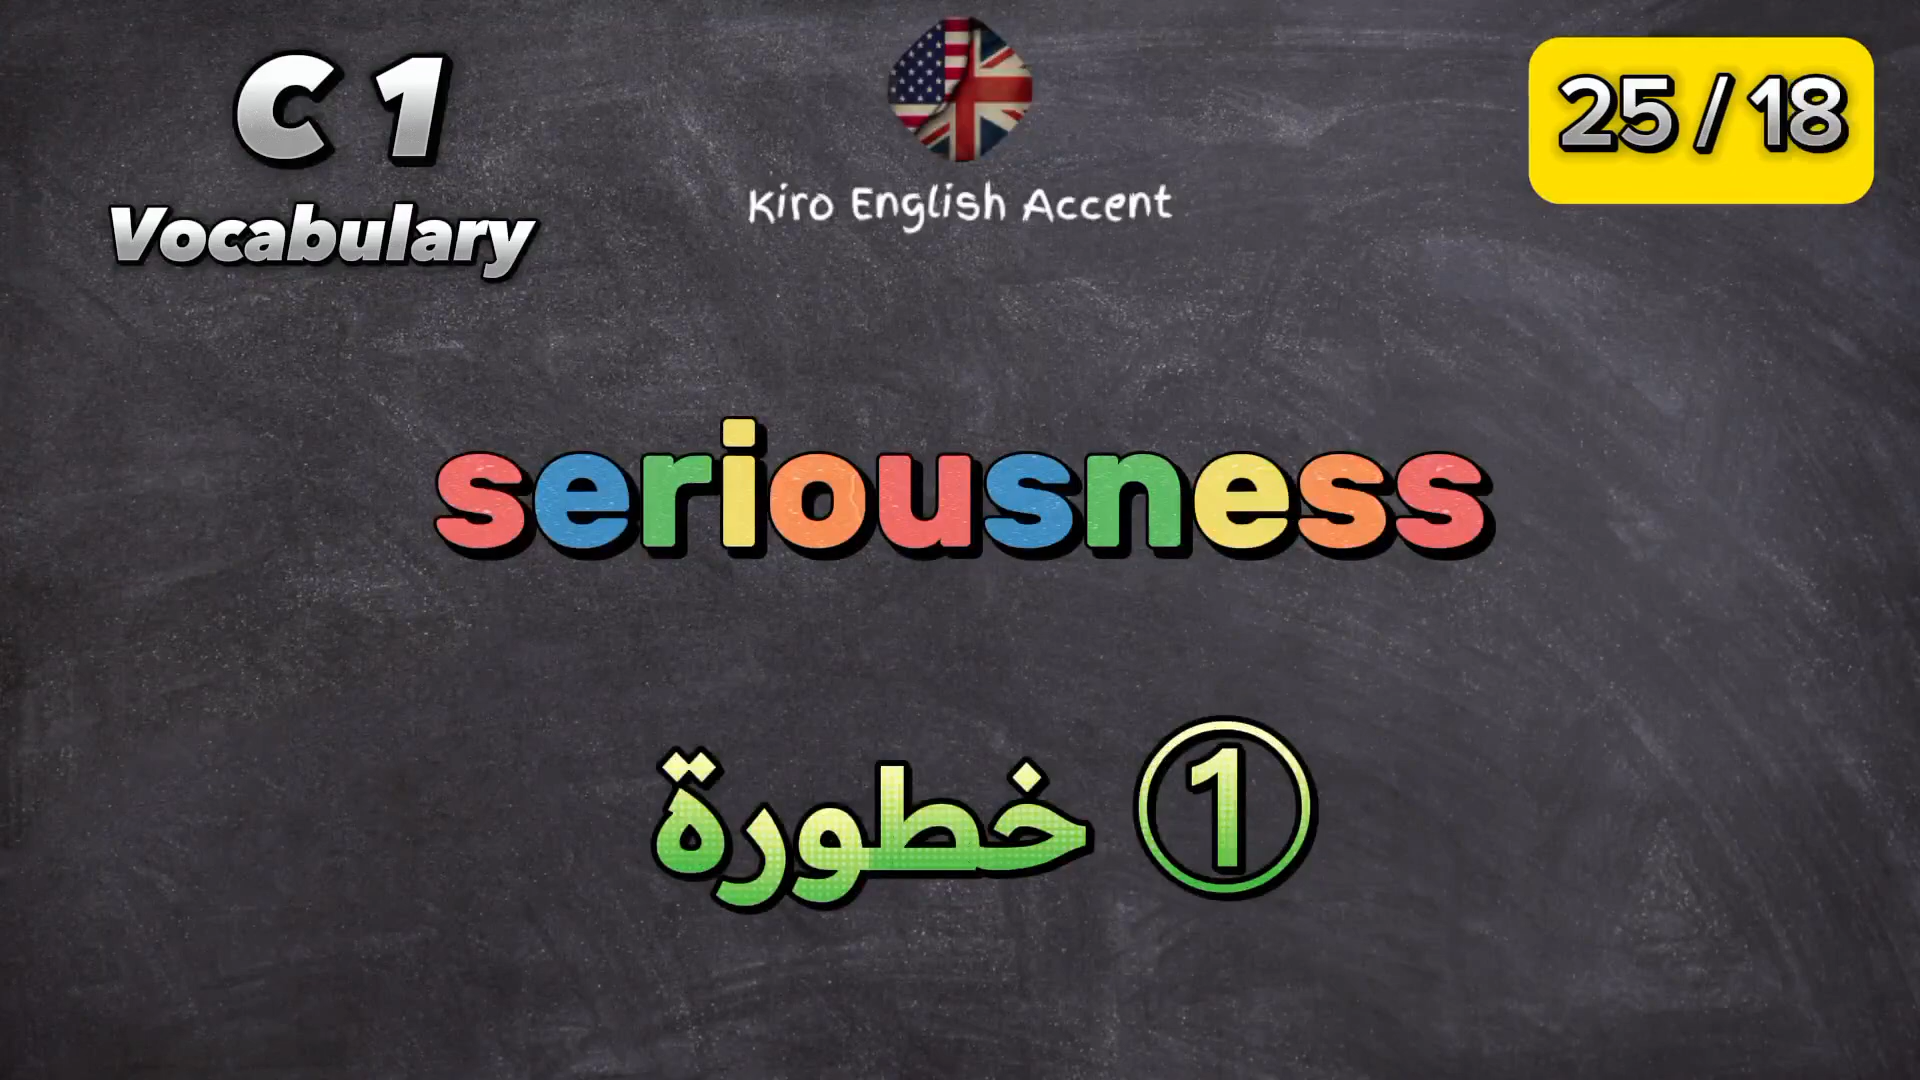 C 1
Vocabulary
Kiro English Accent
25 / 18
seriousness
① خطورة